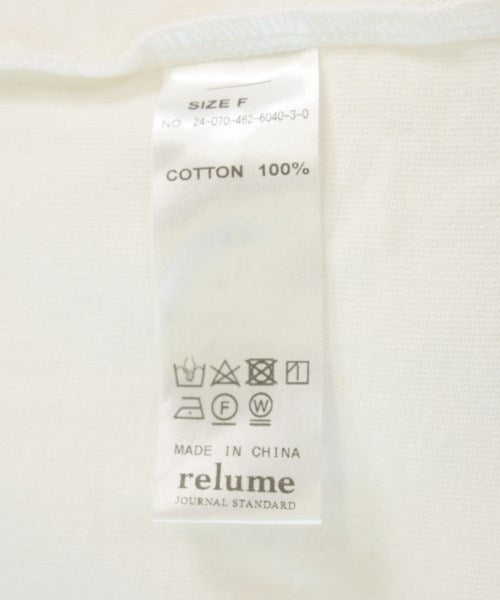 SIZE F
NO 24-070-462-6040-3-0
COTTON 100%
F W
MADE IN CHINA
relume
JOURNAL STANDARD